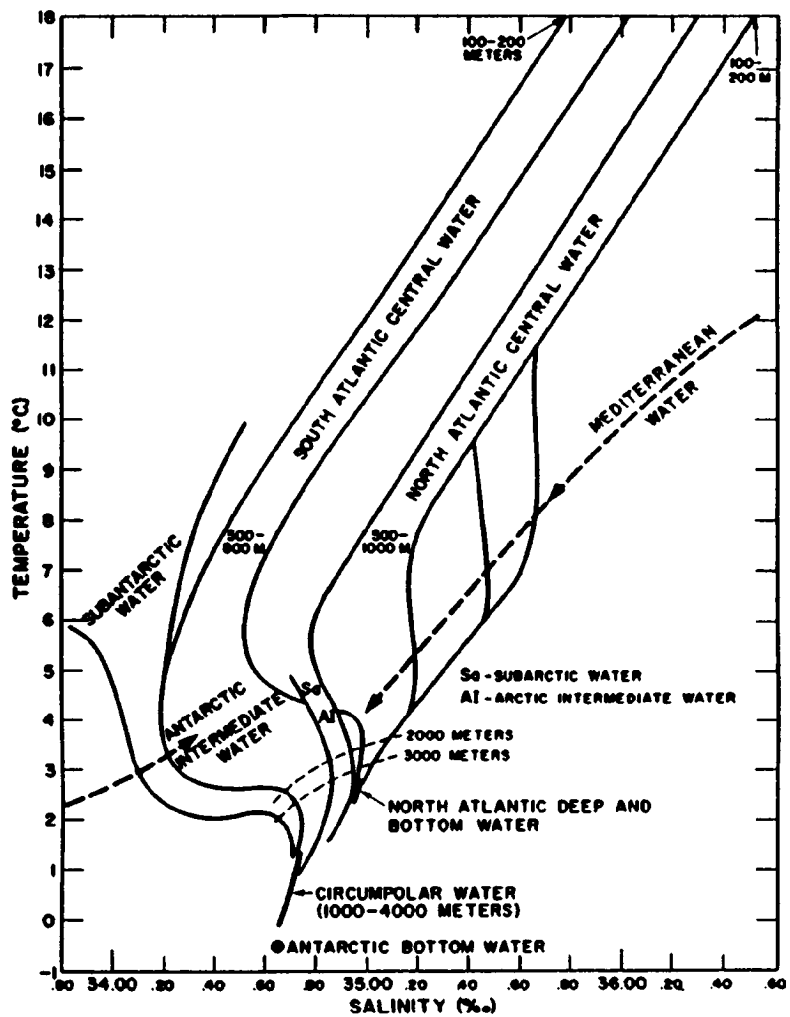 18
17
16
15
14
13
12
11
10
9
8
7
6
5
4
3
2
1
0
-1
TEMPERATURE (°C)
100-200
METERS
100-
200 M
SOUTH ATLANTIC CENTRAL WATER
NORTH ATLANTIC CENTRAL WATER
MEDITERRANEAN
WATER
500-
800 M
500-
1000 M
SUBANTARCTIC
WATER
Sa
AI
Sa - SUBARCTIC WATER
AI - ARCTIC INTERMEDIATE WATER
ANTARCTIC
INTERMEDIATE
WATER
2000 METERS
3000 METERS
NORTH ATLANTIC DEEP AND
BOTTOM WATER
CIRCUMPOLAR WATER
(1000-4000 METERS)
ANTARCTIC BOTTOM WATER
.80 34.00 .20 .40 .60 .80 35.00 .20 .40 .60 .80 36.00 .20 .40 .60
SALINITY (‰)